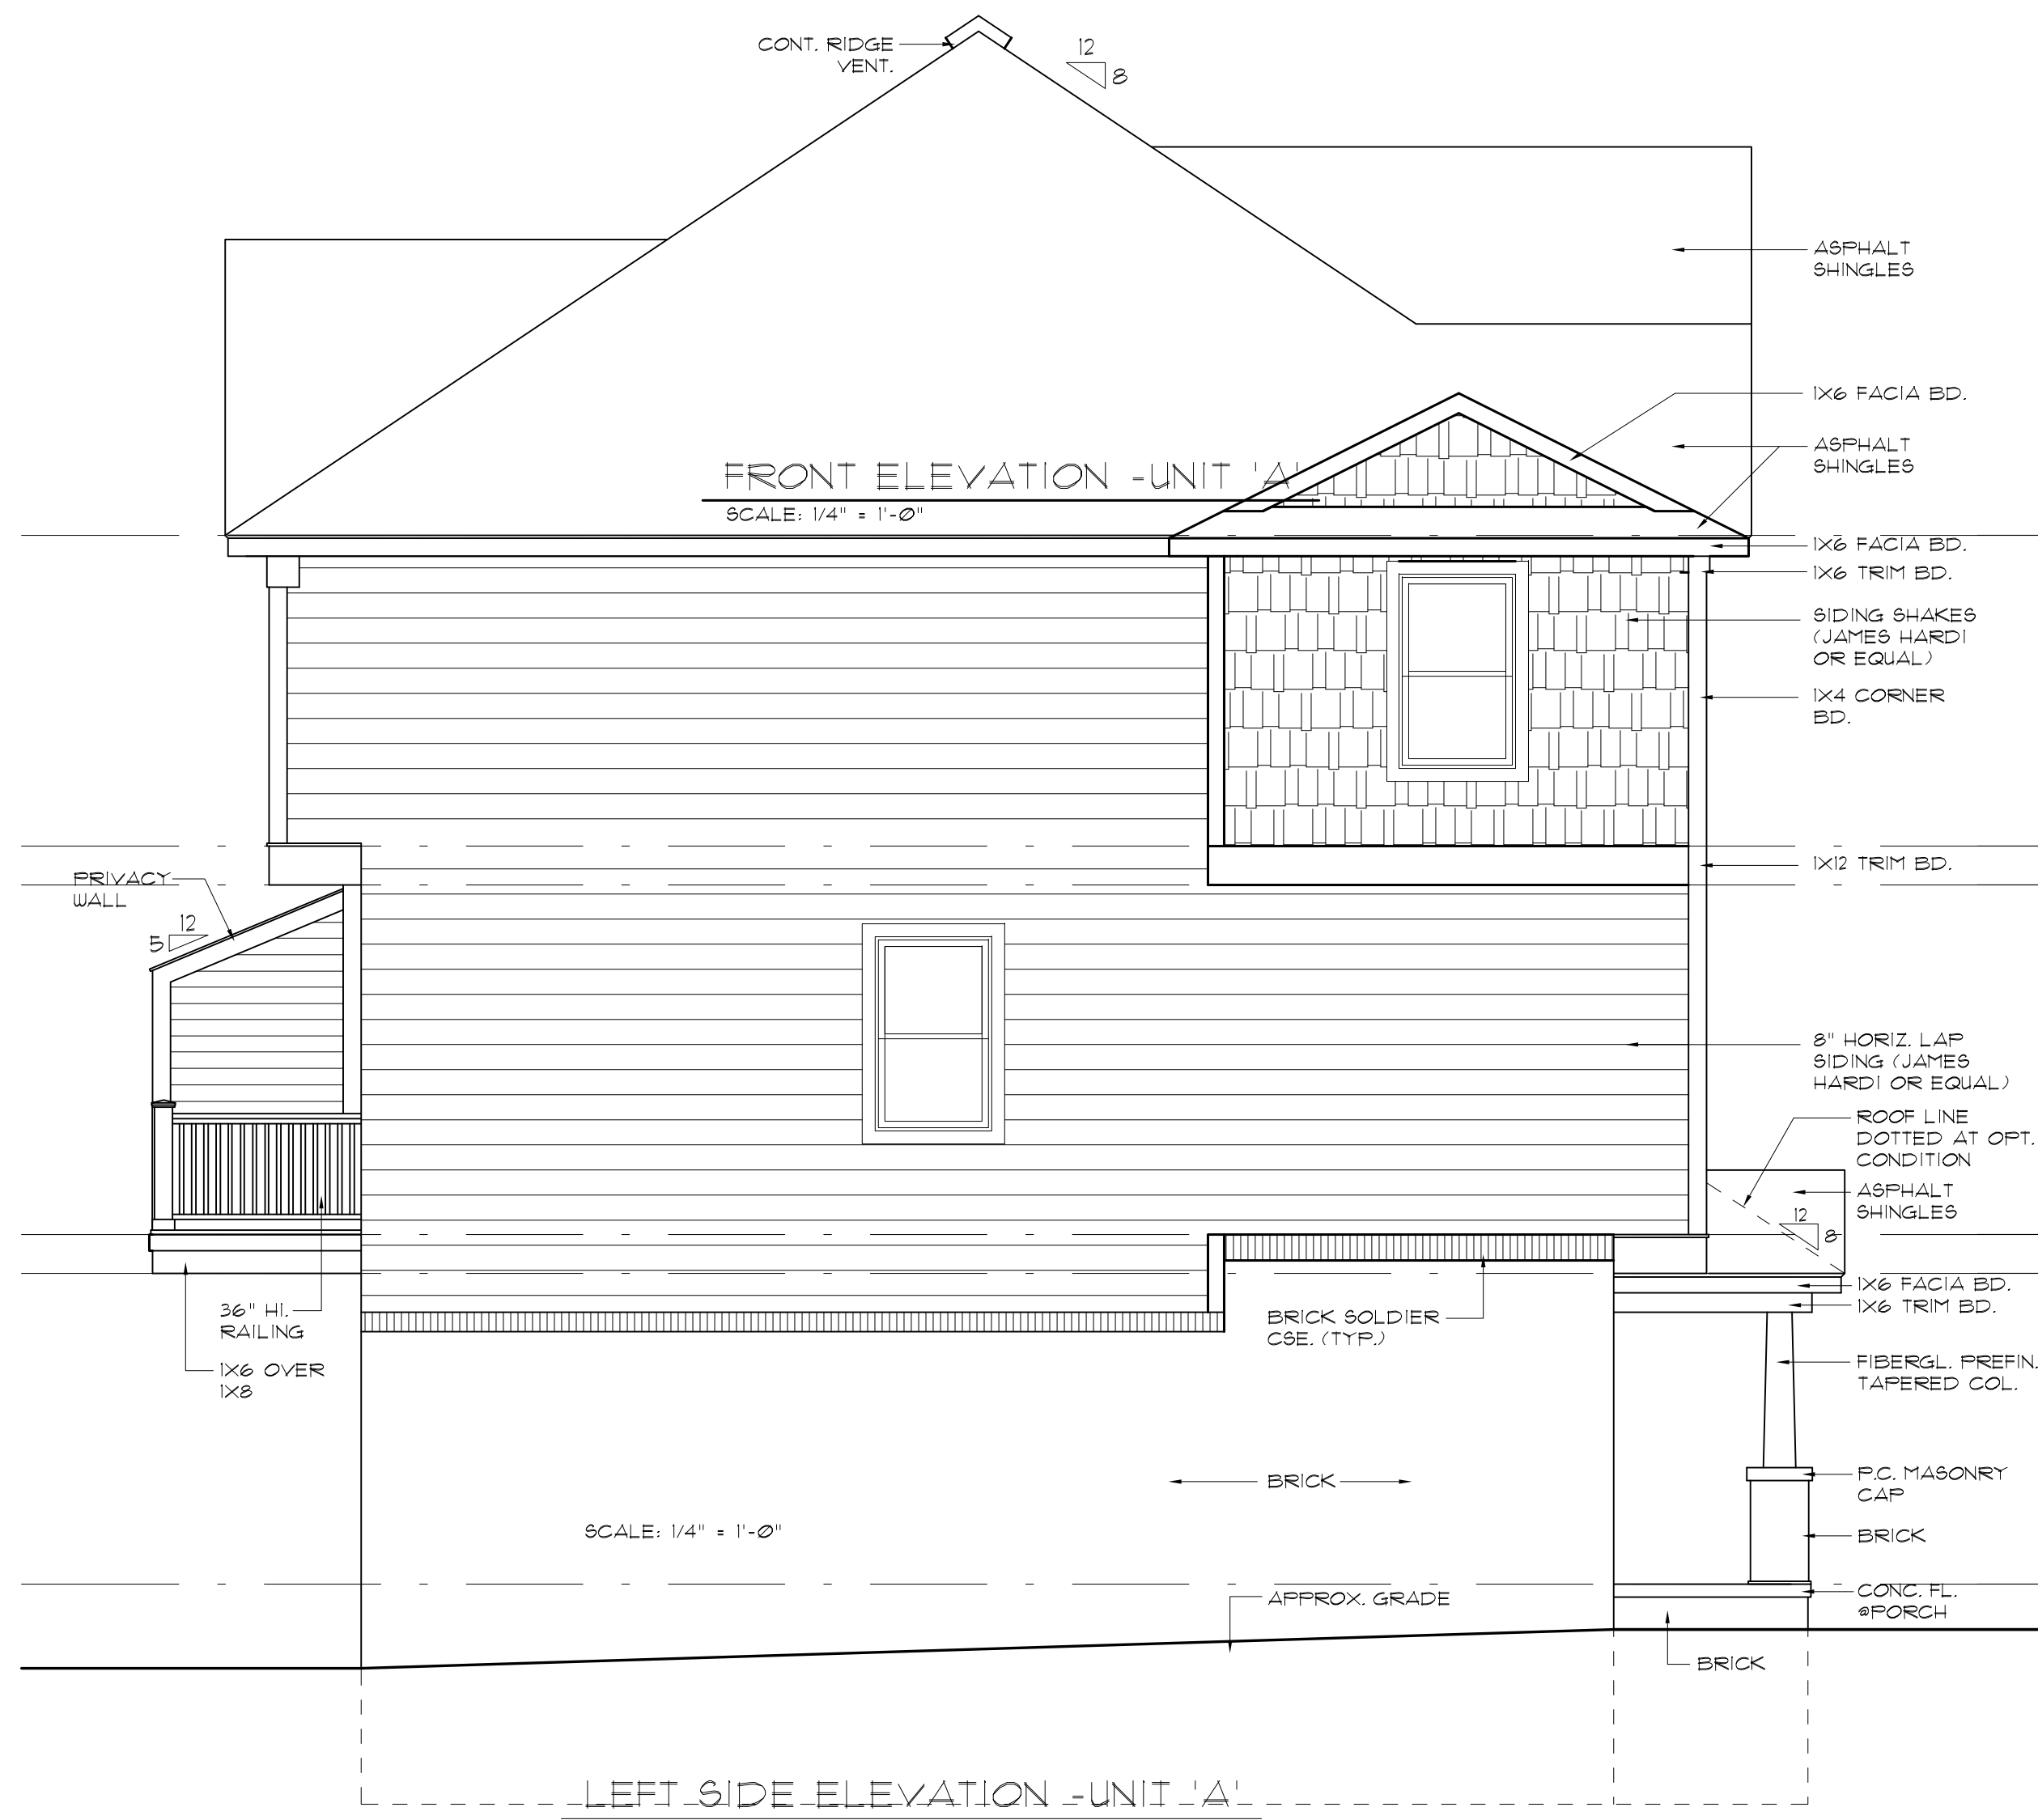 CONT. RIDGE
VENT.
12
8
ASPHALT
SHINGLES
1X6 FACIA BD.
ASPHALT
SHINGLES
FRONT ELEVATION -UNIT 'A'
SCALE: 1/4" = 1'-0"
1X6 FACIA BD.
1X6 TRIM BD.
SIDING SHAKES
(JAMES HARDI
OR EQUAL)
1X4 CORNER
BD.
1X12 TRIM BD.
PRIVACY
WALL
12
5
8" HORIZ. LAP
SIDING (JAMES
HARDI OR EQUAL)
ROOF LINE
DOTTED AT OPT.
CONDITION
ASPHALT
SHINGLES
12
8
1X6 FACIA BD.
1X6 TRIM BD.
36" HI.
RAILING
1X6 OVER
1X8
BRICK SOLDIER
CSE. (TYP.)
FIBERGL. PREFIN.
TAPERED COL.
BRICK
P.C. MASONRY
CAP
SCALE: 1/4" = 1'-0"
BRICK
APPROX. GRADE
CONC. FL.
@PORCH
BRICK
LEFT SIDE ELEVATION -UNIT 'A'